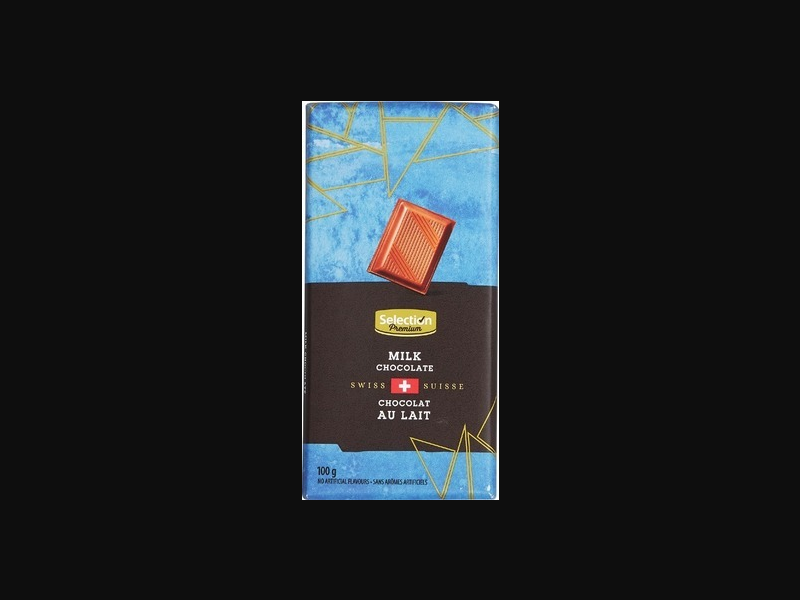 Selection
Premium
MILK
CHOCOLATE
SWISS SUISSE
CHOCOLAT
AU LAIT
100 g
NO ARTIFICIAL FLAVOURS • SANS ARÔMES ARTIFICIELS